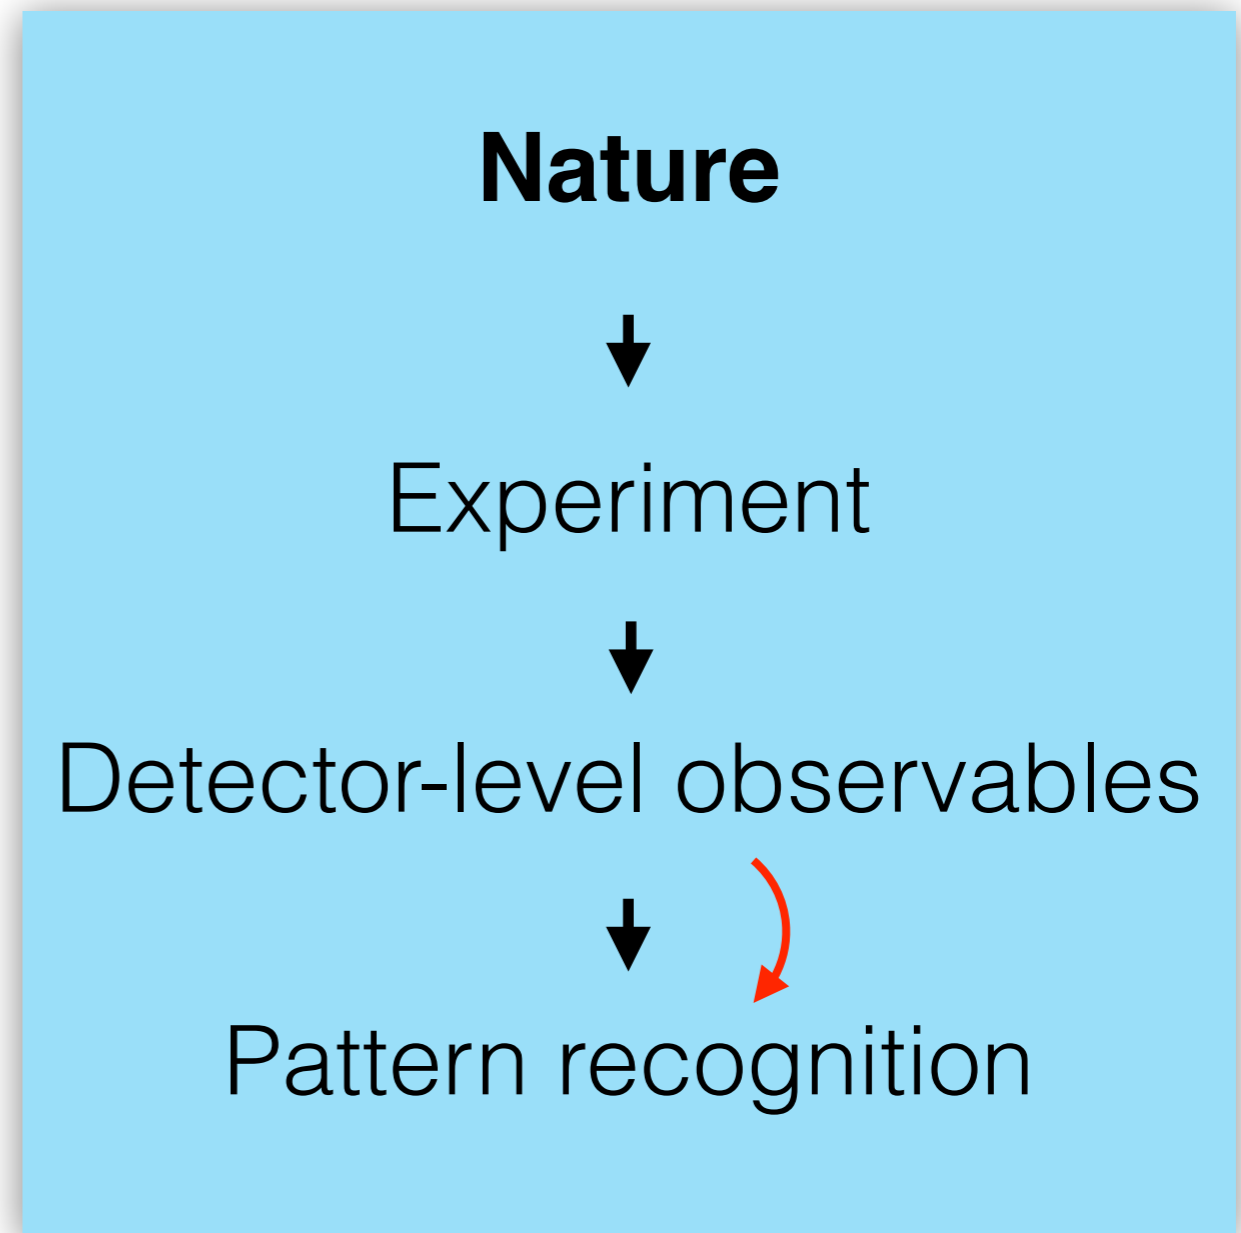 Nature
Experiment
Detector-level observables
Pattern recognition